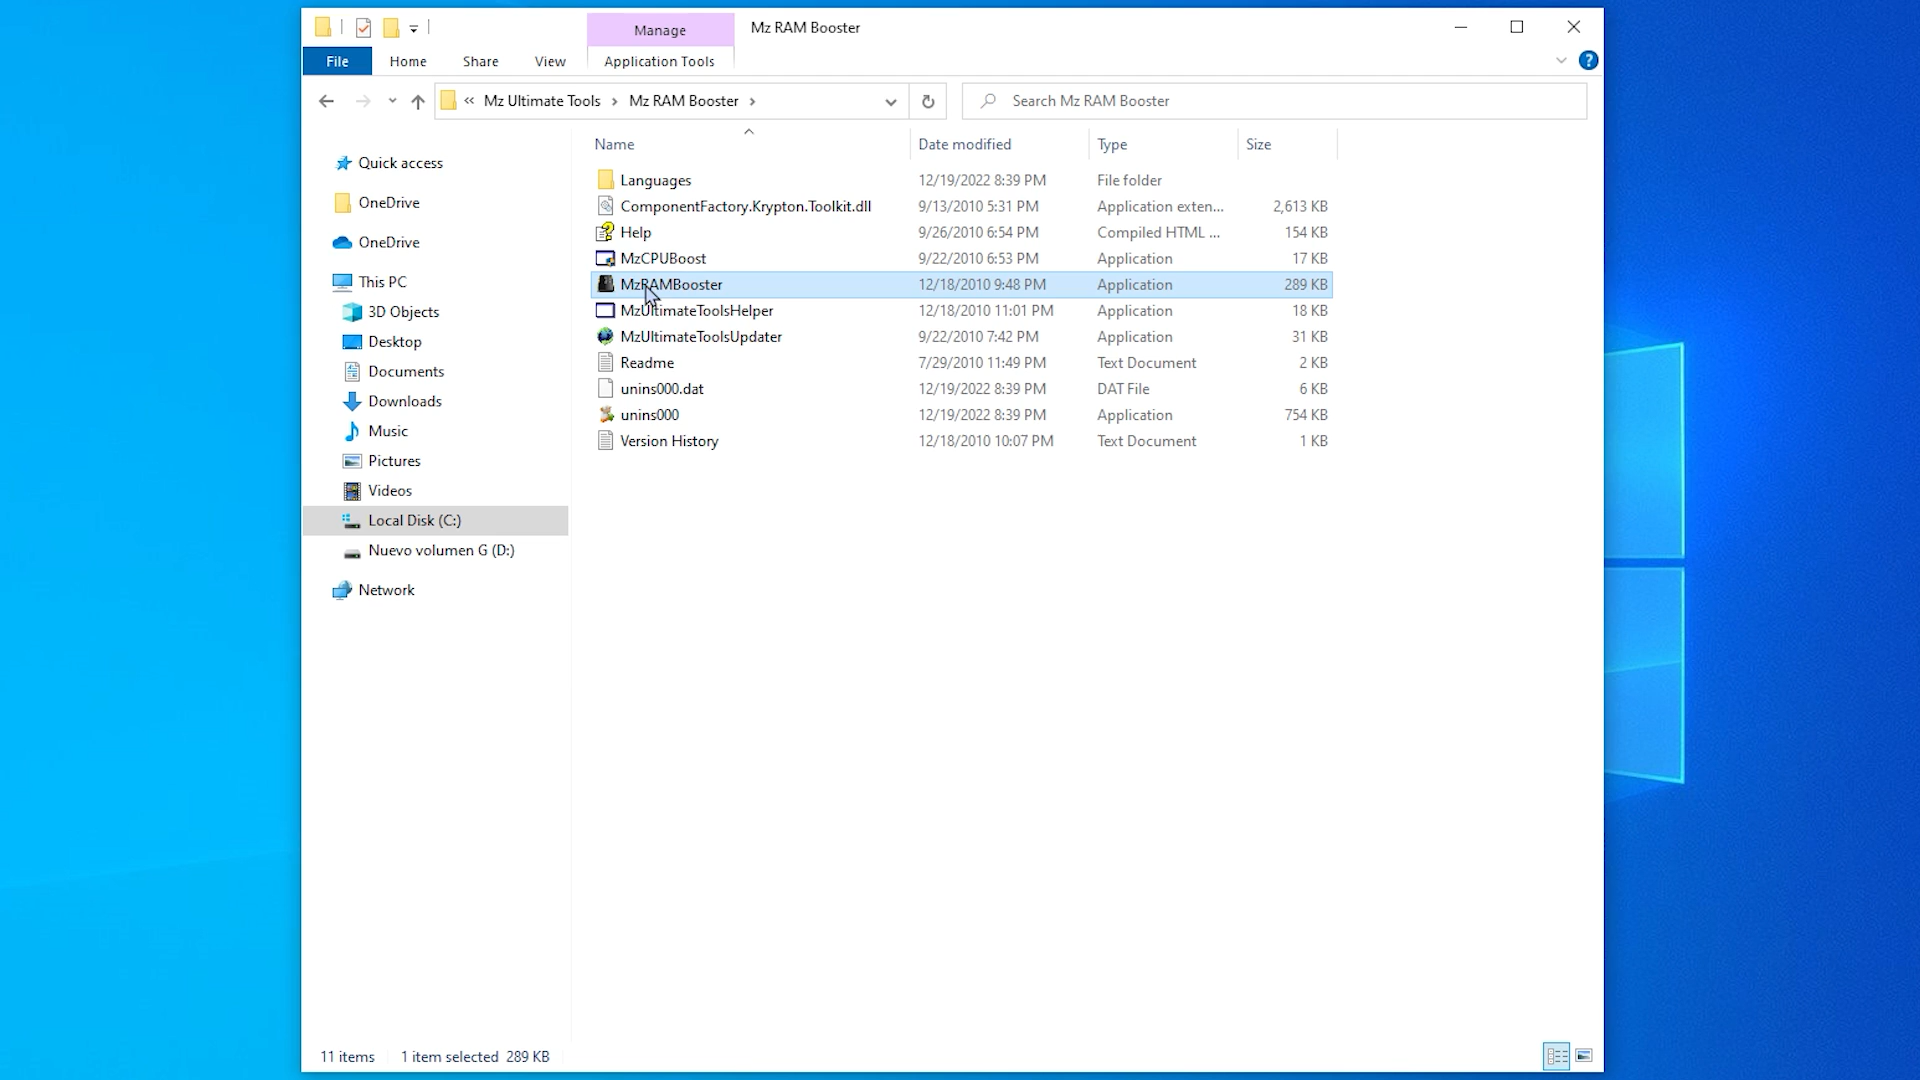 Manage
Mz RAM Booster
File
Home
Share
View
Application Tools
?
« Mz Ultimate Tools > Mz RAM Booster >
Search Mz RAM Booster
Name
Date modified
Type
Size
Quick access
OneDrive
OneDrive
This PC
3D Objects
Desktop
Documents
Downloads
Music
Pictures
Videos
Local Disk (C:)
Nuevo volumen G (D:)
Network
Languages 12/19/2022 8:39 PM File folder
ComponentFactory.Krypton.Toolkit.dll 9/13/2010 5:31 PM Application exten... 2,613 KB
Help 9/26/2010 6:54 PM Compiled HTML ... 154 KB
MzCPUBoost 9/22/2010 6:53 PM Application 17 KB
MzRAMBooster 12/18/2010 9:48 PM Application 289 KB
MzUltimateToolsHelper 12/18/2010 11:01 PM Application 18 KB
MzUltimateToolsUpdater 9/22/2010 7:42 PM Application 31 KB
Readme 7/29/2010 11:49 PM Text Document 2 KB
unins000.dat 12/19/2022 8:39 PM DAT File 6 KB
unins000 12/19/2022 8:39 PM Application 754 KB
Version History 12/18/2010 10:07 PM Text Document 1 KB
11 items
1 item selected 289 KB